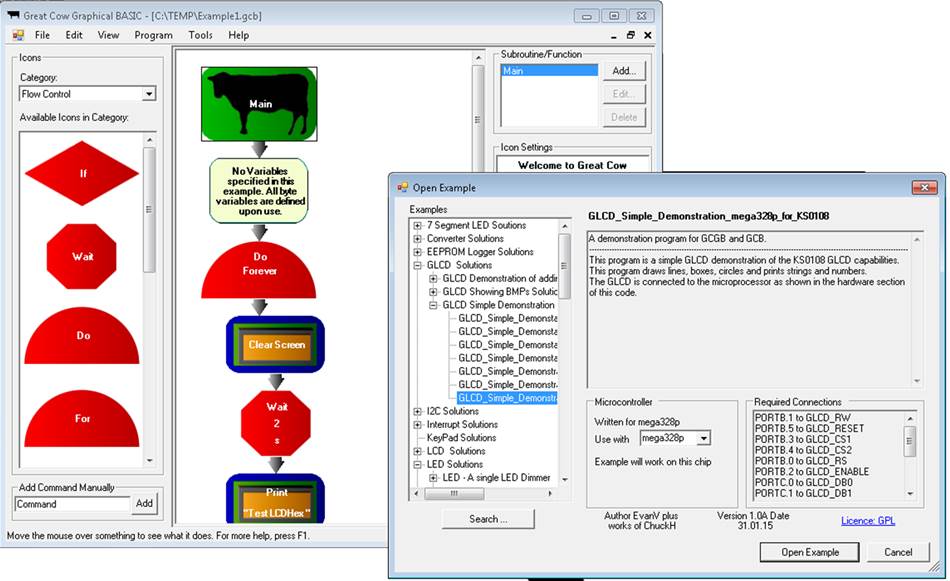 Great Cow Graphical BASIC - [C:\TEMP\Example1.gcb]
File Edit View Program Tools Help
Icons
Category:
Flow Control
Available Icons in Category:
If
Wait
Do
For
Add Command Manually
Command
Add
Move the mouse over something to see what it does. For more help, press F1.
Main
No Variables
specified in this
example. All byte
variables are defined
upon use.
Do
Forever
Clear Screen
Wait
2
s
Print
"Test LCDHex"
Subroutine/Function
Main
Add...
Edit...
Delete
Icon Settings
Welcome to Great Cow
Open Example
Examples
7 Segment LED Soutions
Converter Solutions
EEPROM Logger Solutions
GLCD Solutions
GLCD Demonstration of addin
GLCD Showing BMPs Solutic
GLCD Simple Demonstration
GLCD_Simple_Demonsta
GLCD_Simple_Demonstr
GLCD_Simple_Demonsta
GLCD_Simple_Demonsta
GLCD_Simple_Demonstr
GLCD_Simple_Demonstr
GLCD_Simple_Demonstr
I2C Solutions
Interrupt Solutions
KeyPad Solutions
LCD Solutions
LED Solutions
LED - A single LED Dimmer
Search ...
GLCD_Simple_Demonstration_mega328p_for_KS0108
A demonstration program for GCGB and GCB.
This program is a simple GLCD demonstration of the KS0108 GLCD capabilities.
This program draws lines, boxes, circles and prints strings and numbers.
The GLCD is connected to the microprocessor as shown in the hardware section
of this code.
Microcontroller
Written for mega328p
Use with mega328p
Example will work on this chip
Required Connections
PORTB.1 to GLCD_RW
PORTB.5 to GLCD_RESET
PORTB.3 to GLCD_CS1
PORTB.4 to GLCD_CS2
PORTB.0 to GLCD_RS
PORTB.2 to GLCD_ENABLE
PORTC.0 to GLCD_DB0
PORTC.1 to GLCD_DB1
Author EvanV plus
works of ChuckH
Version 1.0A Date
31.01.15
Licence: GPL
Open Example
Cancel